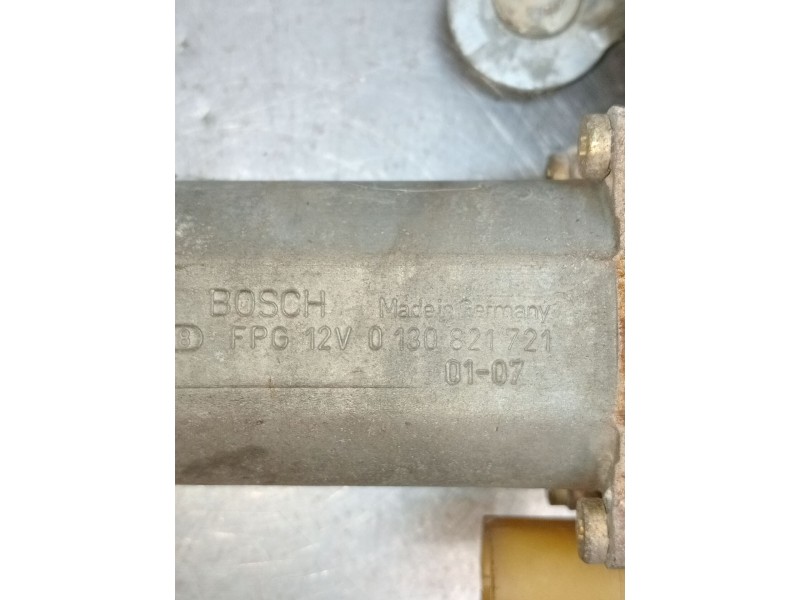 BOSCH Made in Germany
FPG 12V 0 130 821 721
01-07